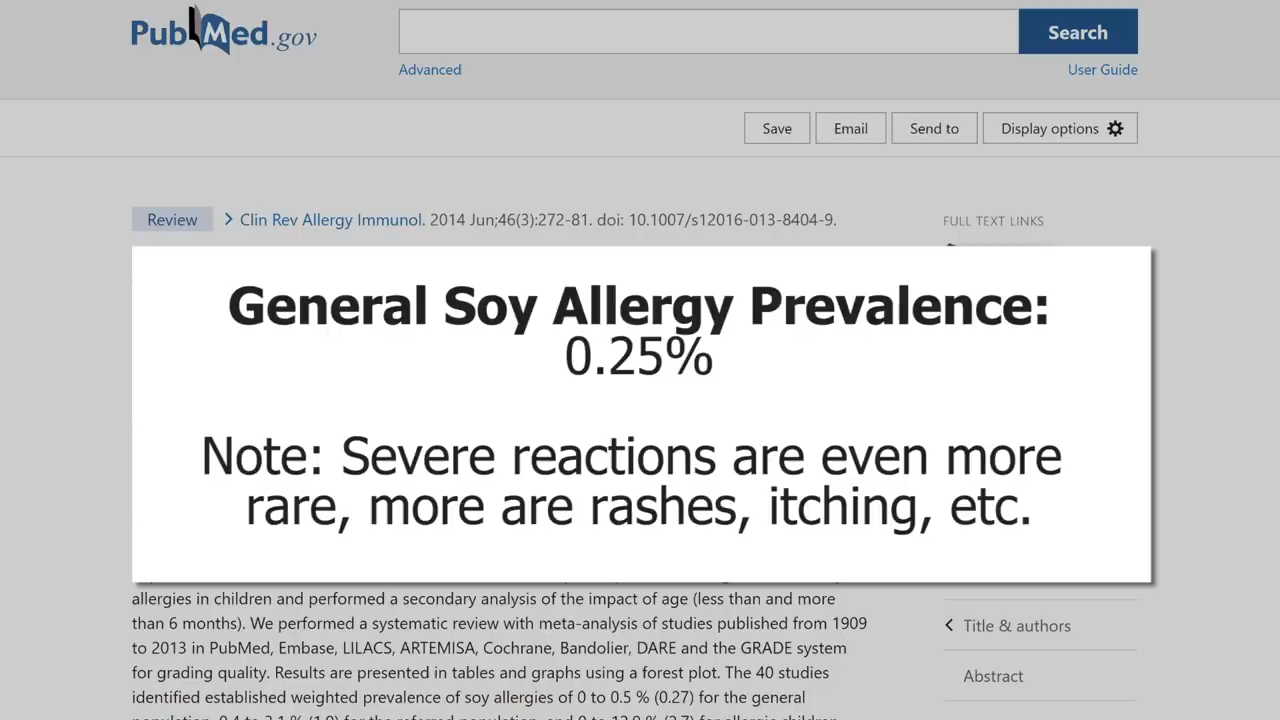 PubMed.gov
Search
Advanced
User Guide
Save
Email
Send to
Display options
Review
Clin Rev Allergy Immunol. 2014 Jun;46(3):272-81. doi: 10.1007/s12016-013-8404-9.
FULL TEXT LINKS
General Soy Allergy Prevalence:
0.25%
Note: Severe reactions are even more
rare, more are rashes, itching, etc.
allergies in children and performed a secondary analysis of the impact of age (less than and more
than 6 months). We performed a systematic review with meta-analysis of studies published from 1909
to 2013 in PubMed, Embase, LILACS, ARTEMISA, Cochrane, Bandolier, DARE and the GRADE system
for grading quality. Results are presented in tables and graphs using a forest plot. The 40 studies
identified established weighted prevalence of soy allergies of 0 to 0.5 % (0.27) for the general
Title & authors
Abstract